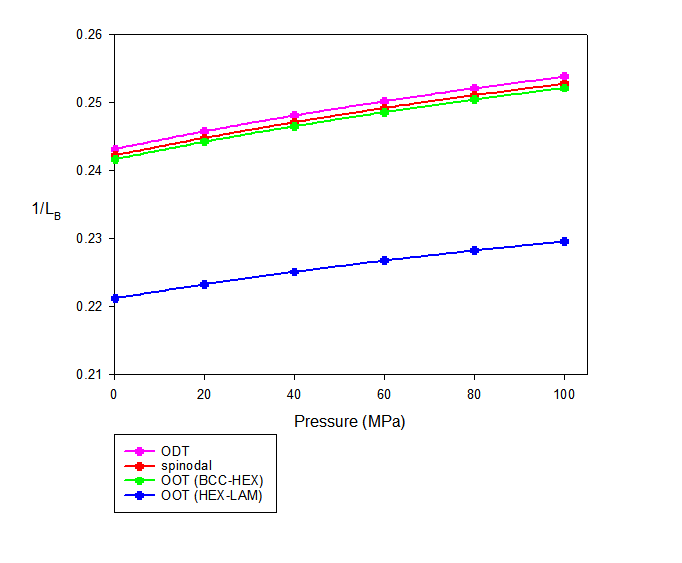 0.26
0.25
0.24
0.23
0.22
0.21
1/LB
0 20 40 60 80 100
Pressure (MPa)
ODT
spinodal
OOT (BCC-HEX)
OOT (HEX-LAM)